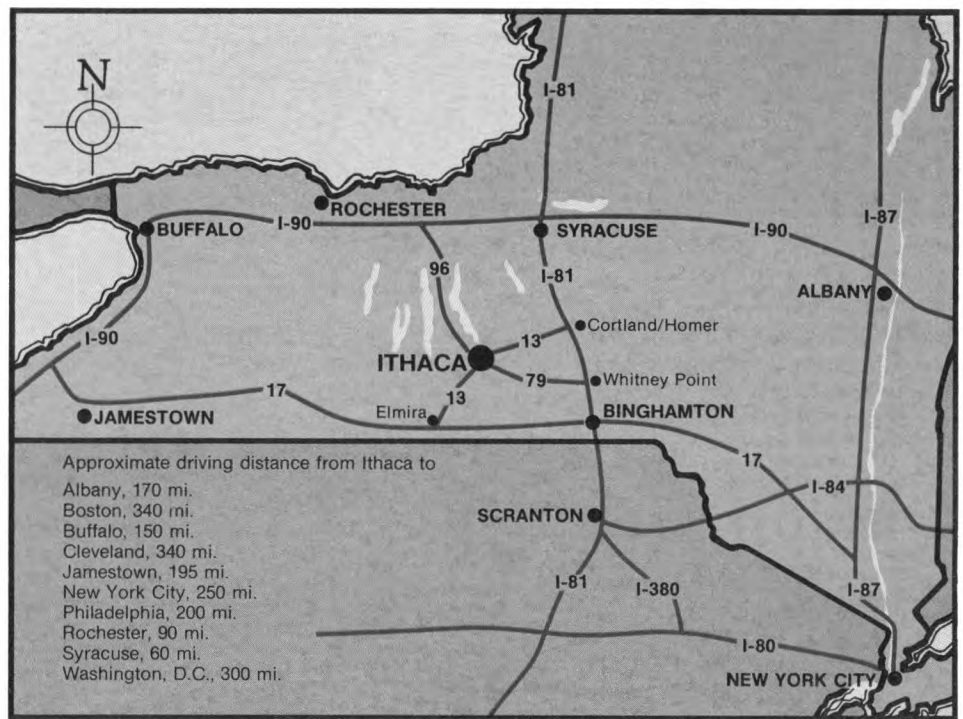 N
I-81
ROCHESTER
I-87
BUFFALO
I-90
SYRACUSE
I-90
96
I-81
ALBANY
Cortland/Homer
I-90
13
ITHACA
79
Whitney Point
17
13
Elmira
JAMESTOWN
BINGHAMTON
17
Approximate driving distance from Ithaca to
Albany, 170 mi.
Boston, 340 mi.
Buffalo, 150 mi.
Cleveland, 340 mi.
Jamestown, 195 mi.
New York City, 250 mi.
Philadelphia, 200 mi.
Rochester, 90 mi.
Syracuse, 60 mi.
Washington, D.C., 300 mi.
I-84
SCRANTON
I-81
I-380
I-87
I-80
NEW YORK CITY